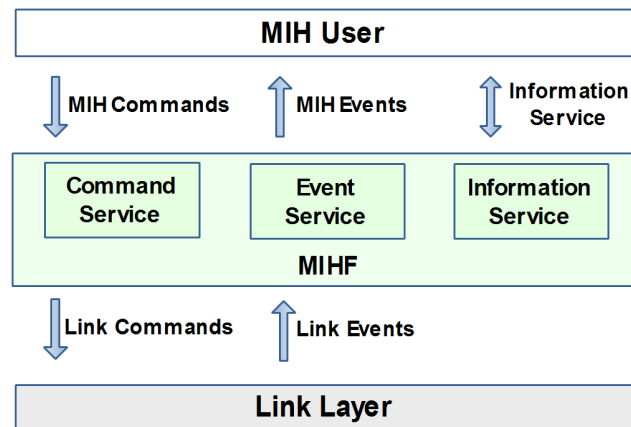 MIH User
MIH Commands
MIH Events
Information
Service
Command
Service
Event
Service
Information
Service
MIHF
Link Commands
Link Events
Link Layer